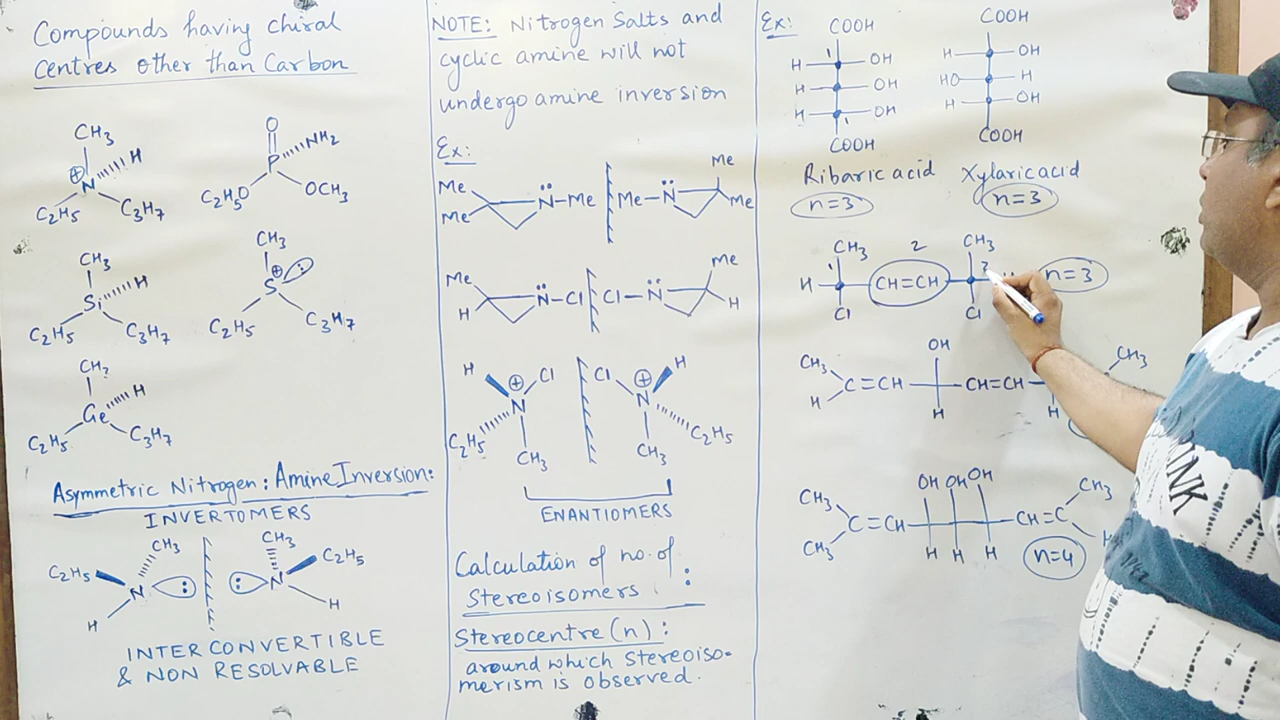 Compounds having chiral
centres other than Carbon
CH₃
⊕
N
H
C₂H₅
C₃H₇
O
P
NH₂
C₂H₅O
OCH₃
CH₃
Si
H
C₂H₅
C₃H₇
CH₃
⊕
S
:
C₂H₅
C₃H₇
CH₃
Ge
H
C₂H₅
C₃H₇
Asymmetric Nitrogen: Amine Inversion:
INVERTOMERS
CH₃
C₂H₅
N
:
H
CH₃
C₂H₅
:
N
H
INTERCONVERTIBLE
& NON RESOLVABLE
NOTE: Nitrogen Salts and
cyclic amine will not
undergo amine inversion
Ex:
Me
Me
N̈-Me
Me-N̈
Me
Me
Me
H
N̈-Cl
Cl-N̈
Me
H
H
⊕
Cl
N
C₂H₅
CH₃
Cl
⊕
H
N
C₂H₅
CH₃
ENANTIOMERS
Calculation of no. of
Stereoisomers :
Stereocentre (n):
around which stereoiso-
merism is observed.
Ex:
COOH
1
H OH
H OH
H OH
1
COOH
Ribaric acid
n=3
COOH
H OH
HO H
H OH
COOH
Xylaric acid
n=3
CH₃ 2 CH₃
1 3
H CH=CH
Cl Cl
n=3
OH
CH₃
C=CH CH=CH
H
H H
CH₃
OH OH OH
CH₃
C=CH CH=C
CH₃
H H H
CH₃
H
n=4
THINK